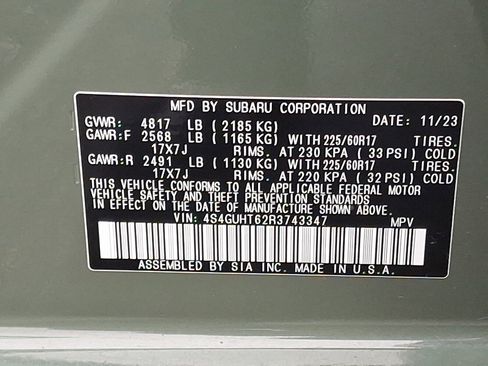 MFD BY SUBARU CORPORATION
GVWR: 4817 LB ( 2185 KG) DATE: 11/23
GAWR:F 2568 LB ( 1165 KG) WITH 225/60R17 TIRES.
17X7J RIMS. AT 230 KPA ( 33 PSI) COLD
GAWR:R 2491 LB ( 1130 KG) WITH 225/60R17 TIRES.
17X7J RIMS. AT 220 KPA ( 32 PSI) COLD
THIS VEHICLE CONFORMS TO ALL APPLICABLE FEDERAL MOTOR
VEHICLE SAFETY AND THEFT PREVENTION STANDARDS
IN EFFECT ON THE DATE OF MANUFACTURE SHOWN ABOVE.
VIN: 4S4GUHT62R3743347 MPV
ASSEMBLED BY SIA INC. MADE IN U.S.A.